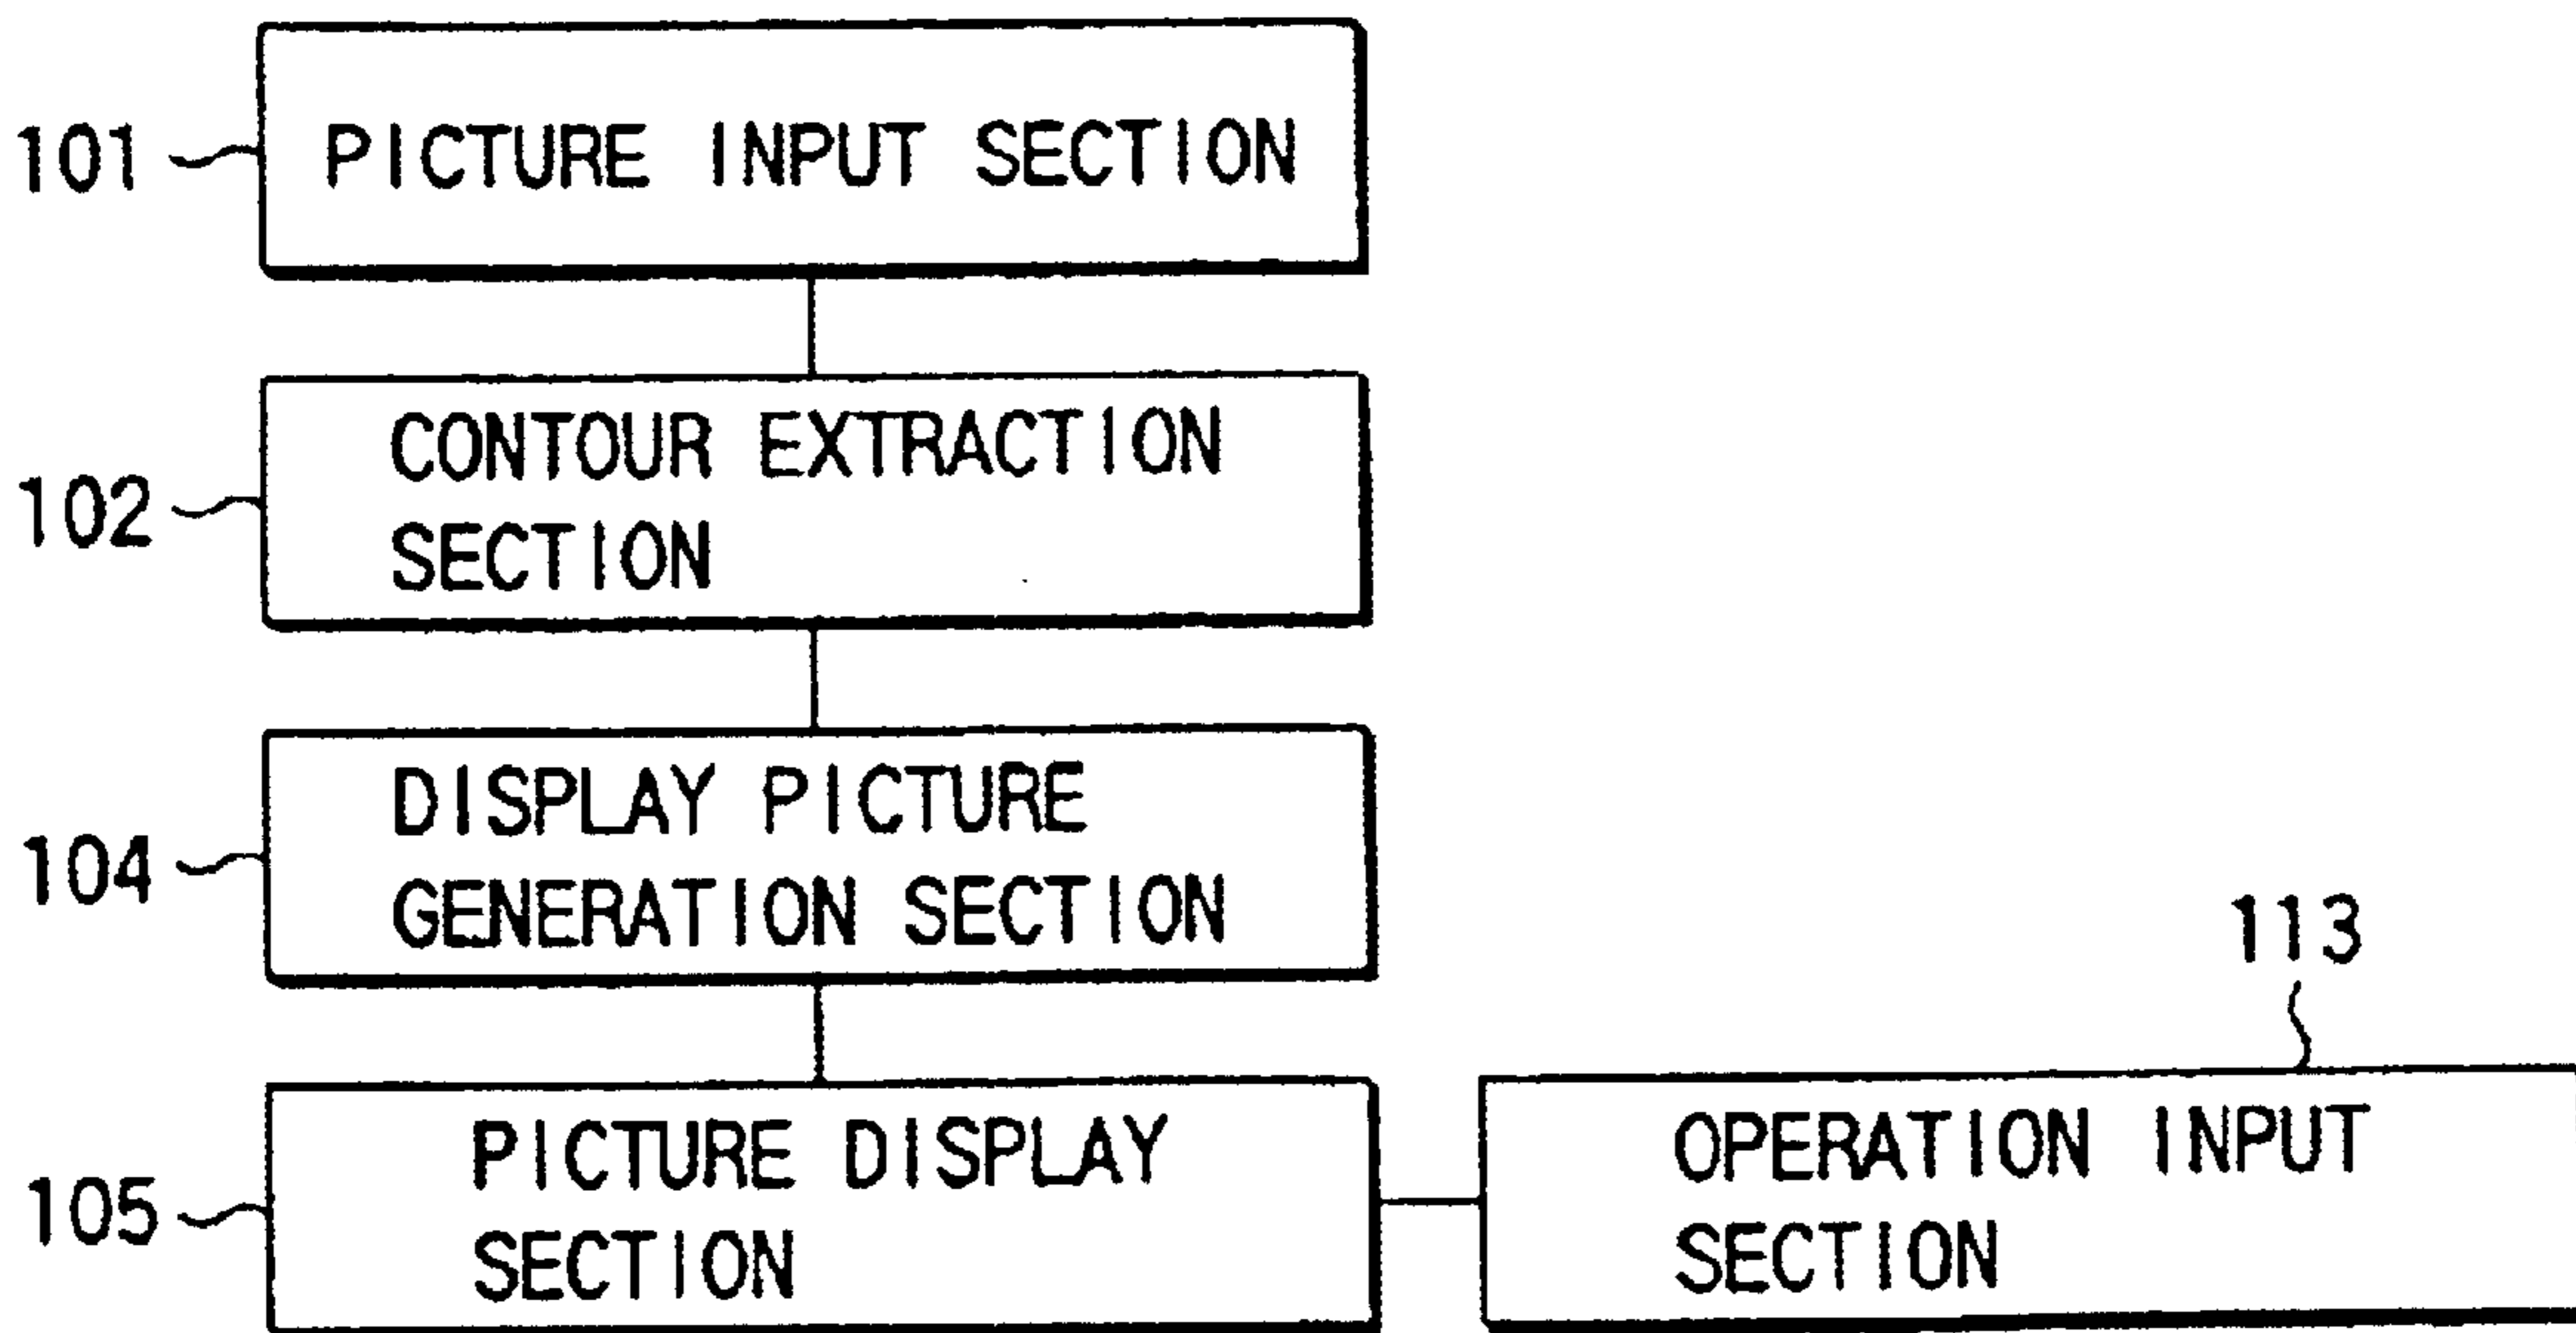 101
PICTURE INPUT SECTION
102
CONTOUR EXTRACTION
SECTION
104
DISPLAY PICTURE
GENERATION SECTION
113
105
PICTURE DISPLAY
SECTION
OPERATION INPUT
SECTION